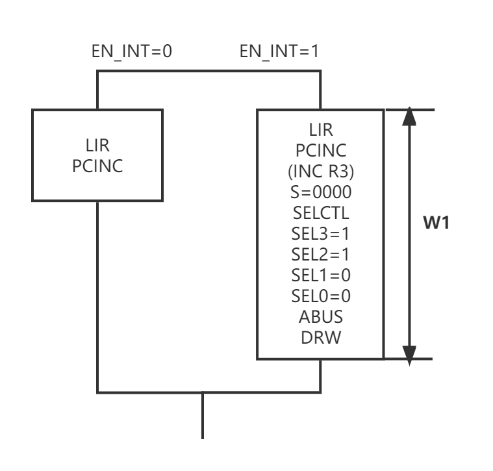 EN_INT=0
EN_INT=1
LIR
PCINC
LIR
PCINC
(INC R3)
S=0000
SELCTL
SEL3=1
SEL2=1
SEL1=0
SEL0=0
ABUS
DRW
W1